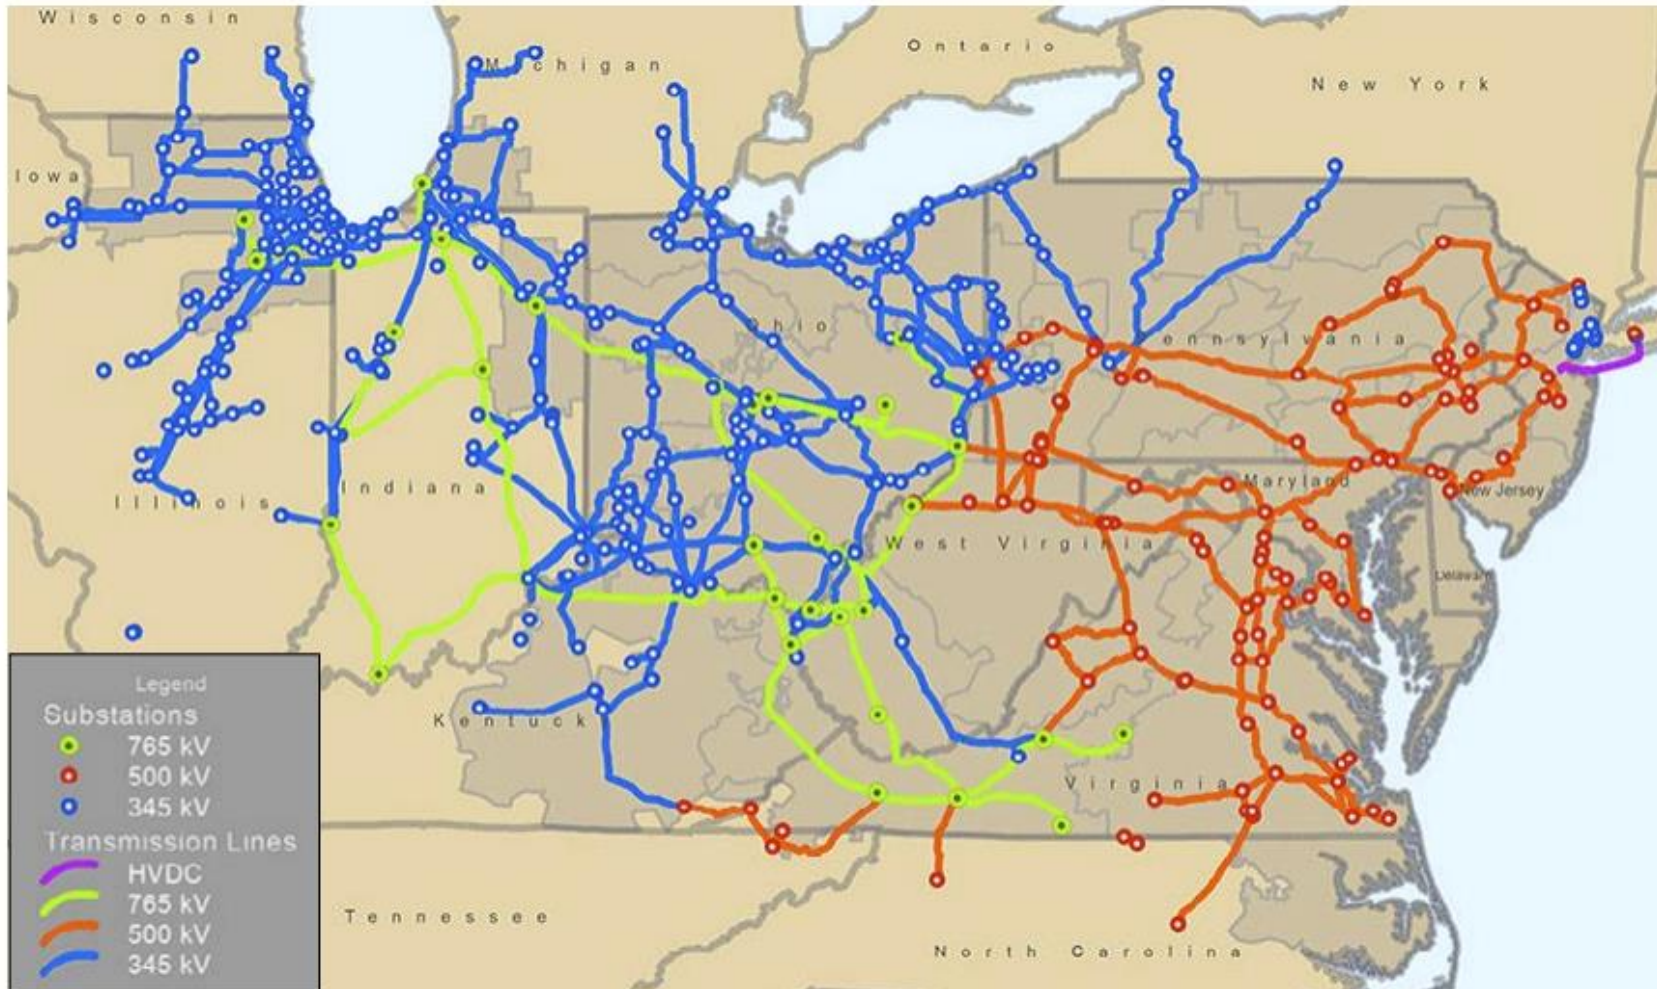 Wisconsin
Michigan
Ontario
New York
Iowa
Ohio
Pennsylvania
Illinois
Indiana
Maryland
New Jersey
West Virginia
Delaware
Legend
Substations
765 kV
500 kV
345 kV
Transmission Lines
HVDC
765 kV
500 kV
345 kV
Kentuck
Virginia
Tennessee
North Carolina